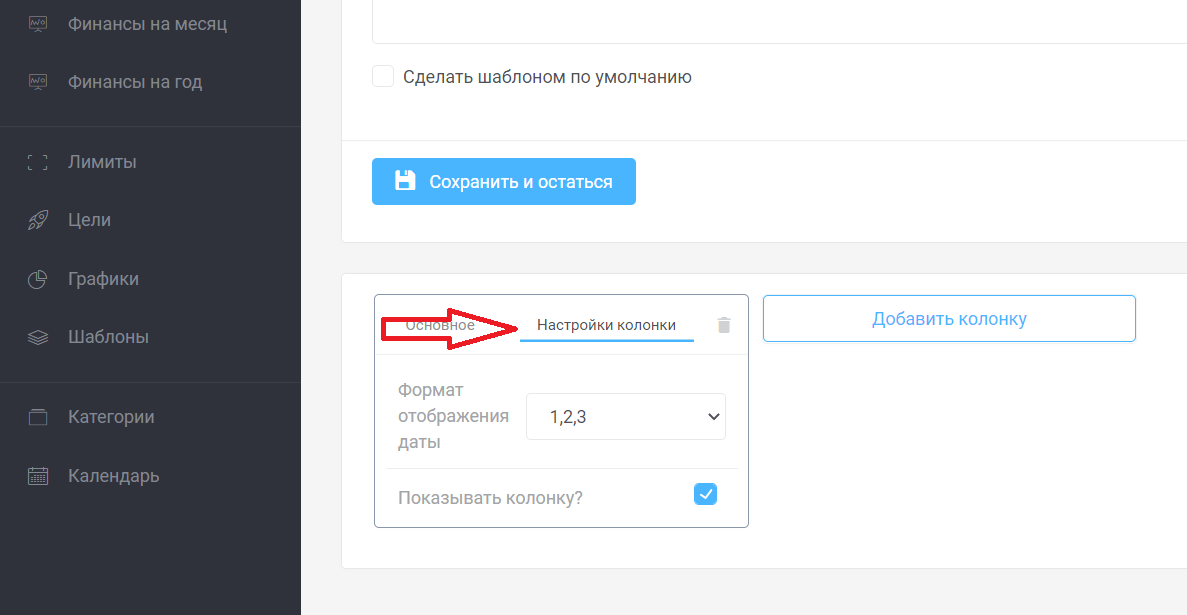 Финансы на месяц
Финансы на год
Лимиты
Цели
Графики
Шаблоны
Категории
Календарь
Сделать шаблоном по умолчанию
Сохранить и остаться
Основное
Настройки колонки
Добавить колонку
Формат
отображения
даты
1,2,3
Показывать колонку?